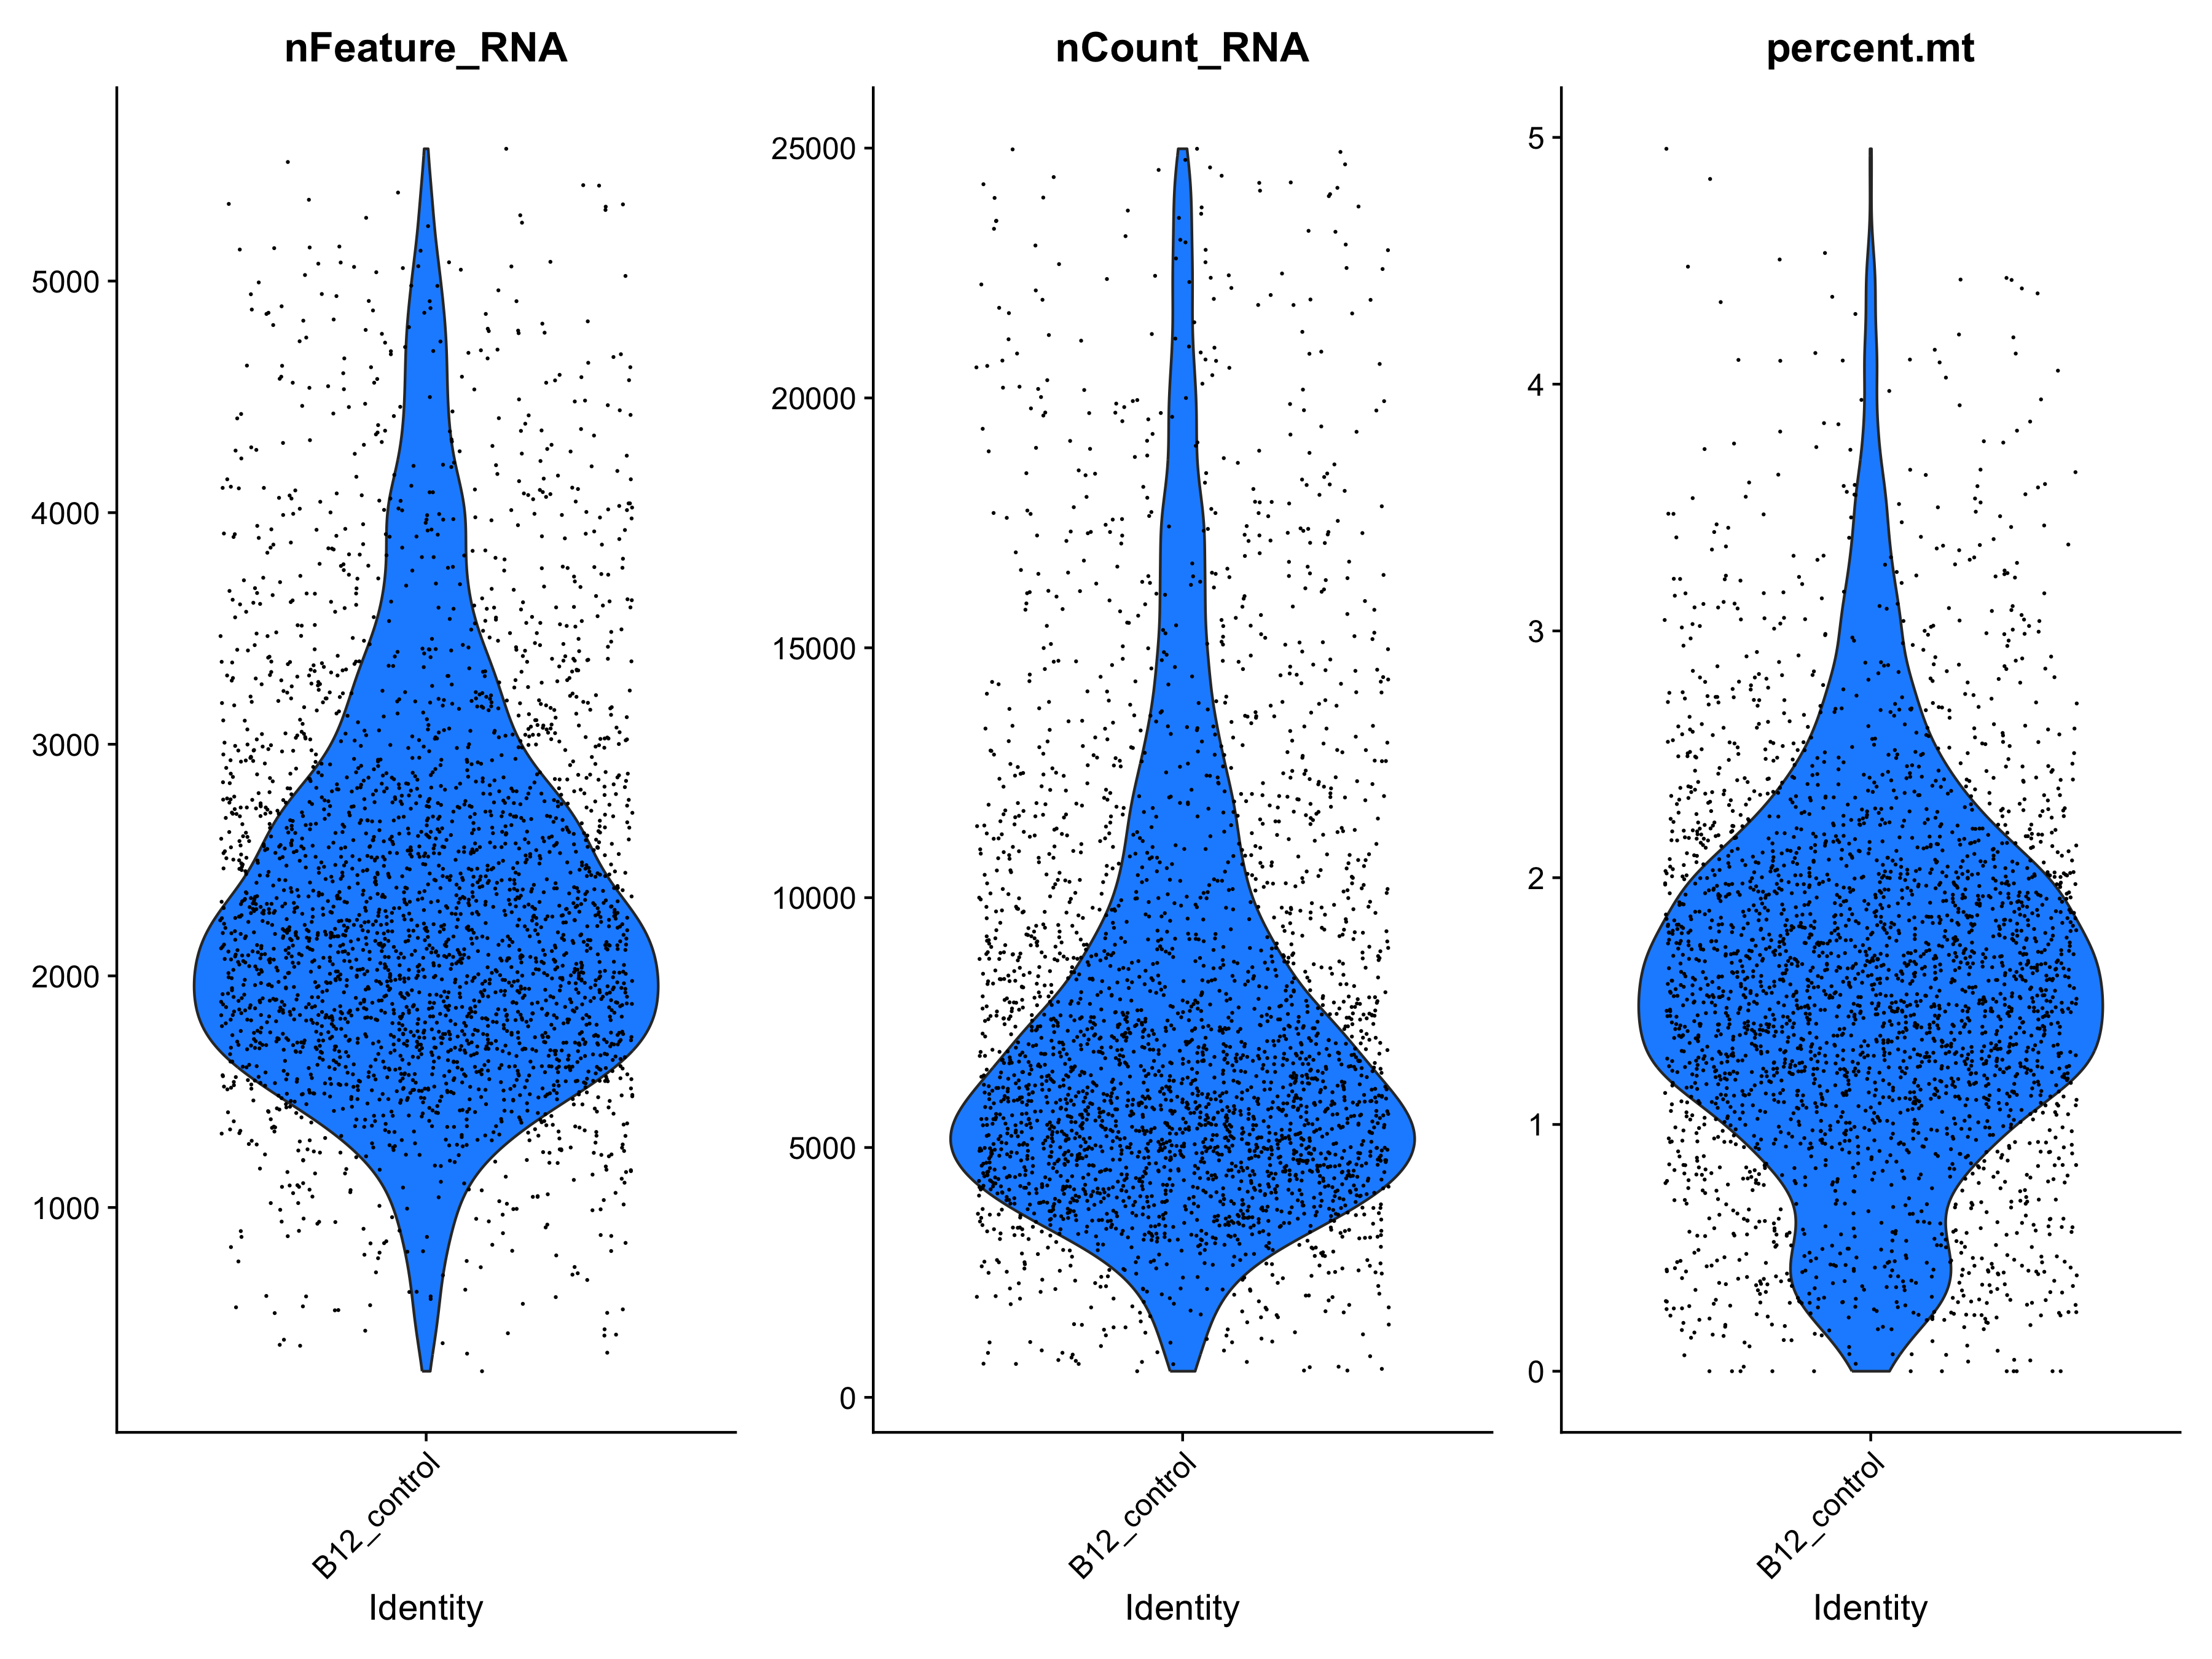 nFeature_RNA
5000
4000
3000
2000
1000
B12_control
Identity
nCount_RNA
25000
20000
15000
10000
5000
0
B12_control
Identity
percent.mt
5
4
3
2
1
0
B12_control
Identity